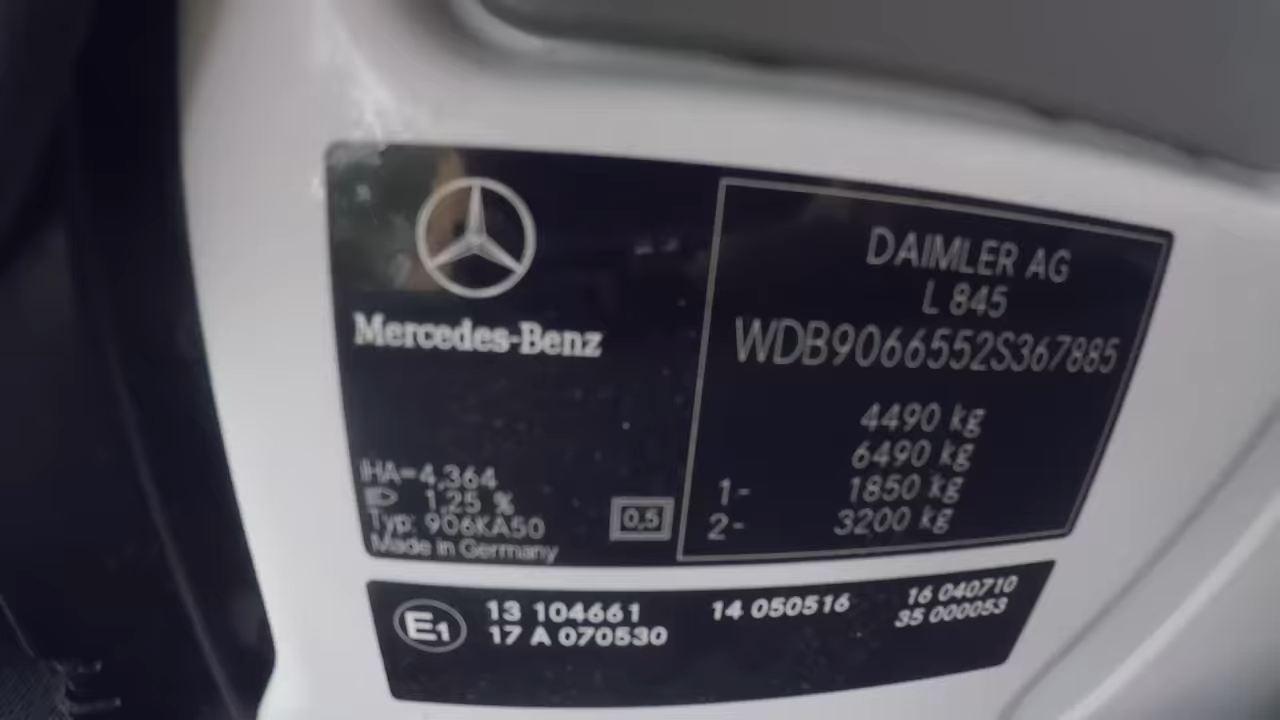 Mercedes-Benz
iHA-4,364
1,25 %
Typ: 906KA50
Made in Germany
0,5
DAIMLER AG
L 845
WDB9066552S367885
4490 kg
6490 kg
1- 1850 kg
2- 3200 kg
E1
13 104661
17 A 070530
14 050516
16 040710
35 000053